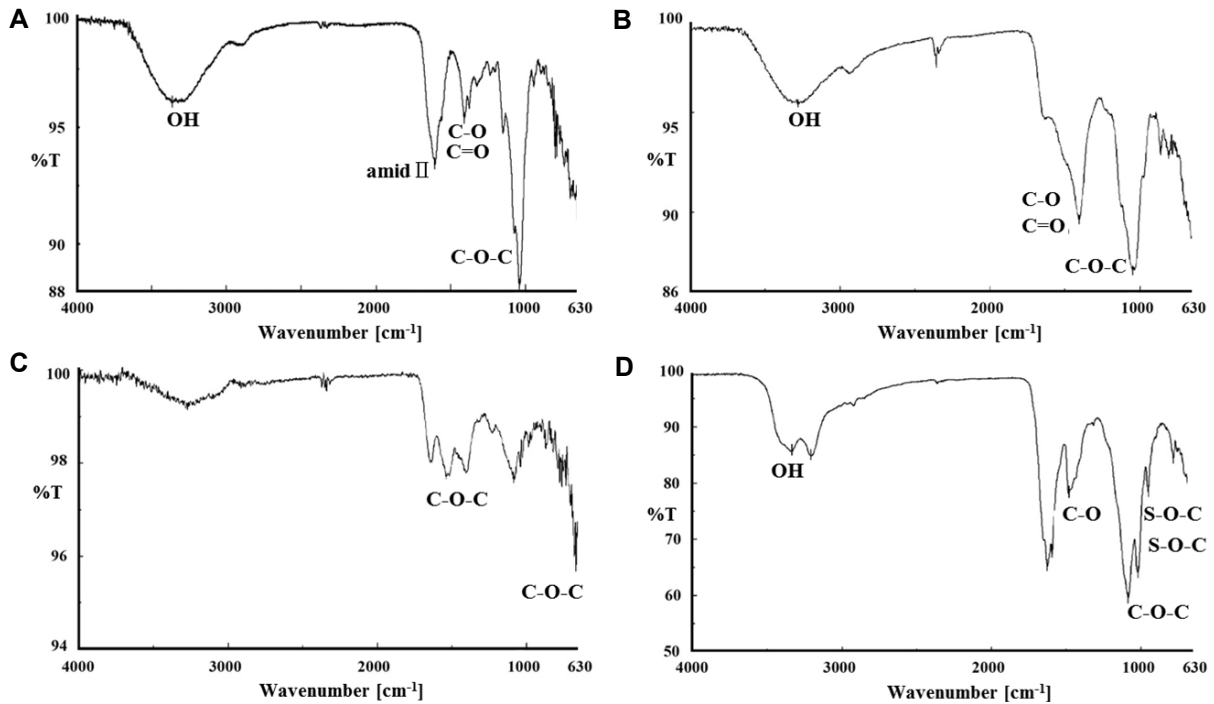 A
100
95
%T
90
88
4000
3000
2000
1000
630
Wavenumber [cm-1]
OH
amid Ⅱ
C-O
C=O
C-O-C
B
100
95
%T
90
86
4000
3000
2000
1000
630
Wavenumber [cm-1]
OH
C-O
C=O
C-O-C
C
100
98
%T
96
94
4000
3000
2000
1000
630
Wavenumber [cm-1]
C-O-C
C-O-C
D
100
90
80
%T
70
60
50
4000
3000
2000
1000
630
Wavenumber [cm-1]
OH
C-O
S-O-C
S-O-C
C-O-C